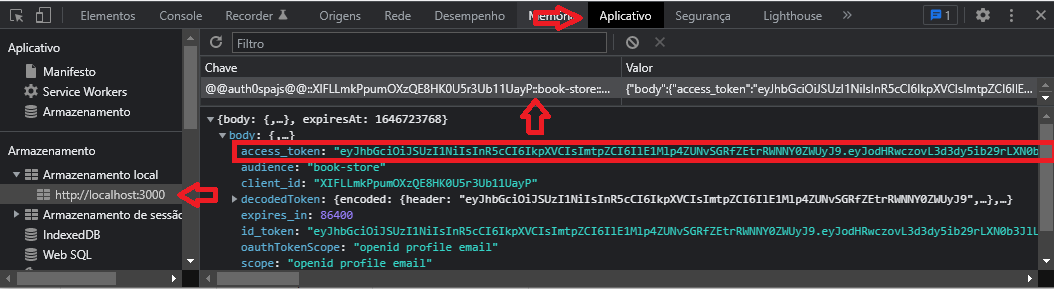 Elementos Console Recorder Origens Rede Desempenho Memória Aplicativo Segurança Lighthouse » 1
Aplicativo
Manifesto
Service Workers
Armazenamento
Armazenamento
Armazenamento local
http://localhost:3000
Armazenamento de sessão
IndexedDB
Web SQL
Filtro
Chave Valor
@@auth0spajs@@::XIFLLmkPpumOXzQE8HK0U5r3Ub11UayP::book-store::... {"body":{"access_token":"eyJhbGciOiJSUzI1NiIsInR5cCI6IkpXVCIsImtpZCI6IlE...
{body: {,…}, expiresAt: 1646723768}
body: {,…}
access_token: "eyJhbGciOiJSUzI1NiIsInR5cCI6IkpXVCIsImtpZCI6IlE1Mlp4ZUNvSGRfZEtrRWNNY0ZWUyJ9.eyJodHRwczovL3d3dy5ib29rLXN0b
audience: "book-store"
client_id: "XIFLLmkPpumOXzQE8HK0U5r3Ub11UayP"
decodedToken: {encoded: {header: "eyJhbGciOiJSUzI1NiIsInR5cCI6IkpXVCIsImtpZCI6IlE1Mlp4ZUNvSGRfZEtrRWNNY0ZWUyJ9",…},…}
expires_in: 86400
id_token: "eyJhbGciOiJSUzI1NiIsInR5cCI6IkpXVCIsImtpZCI6IlE1Mlp4ZUNvSGRfZEtrRWNNY0ZWUyJ9.eyJodHRwczovL3d3dy5ib29rLXN0b3JlL
oauthTokenScope: "openid profile email"
scope: "openid profile email"